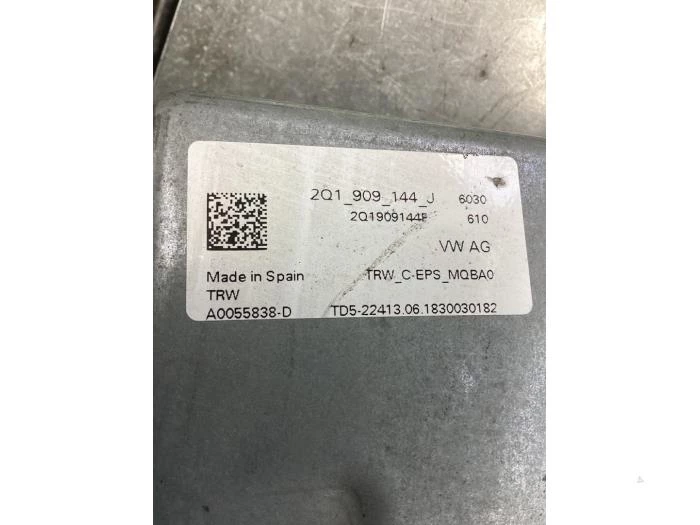 2Q1_909_144_J 6030
2Q1909144F 610
VW AG
Made in Spain TRW_C-EPS_MQBA0
TRW
A0055838-D TD5-22413.06.1830030182